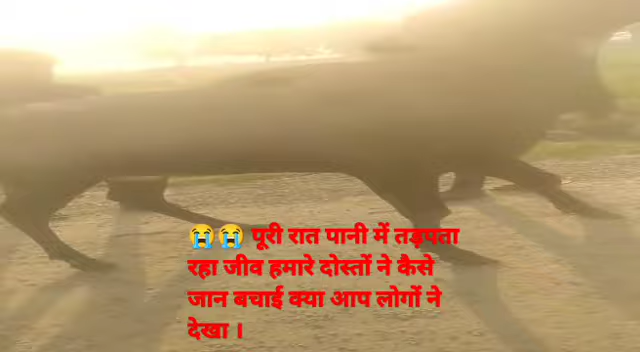 😭😭 पूरी रात पानी में तड़पता
रहा जीव हमारे दोस्तों ने कैसे
जान बचाई क्या आप लोगों ने
देखा ।